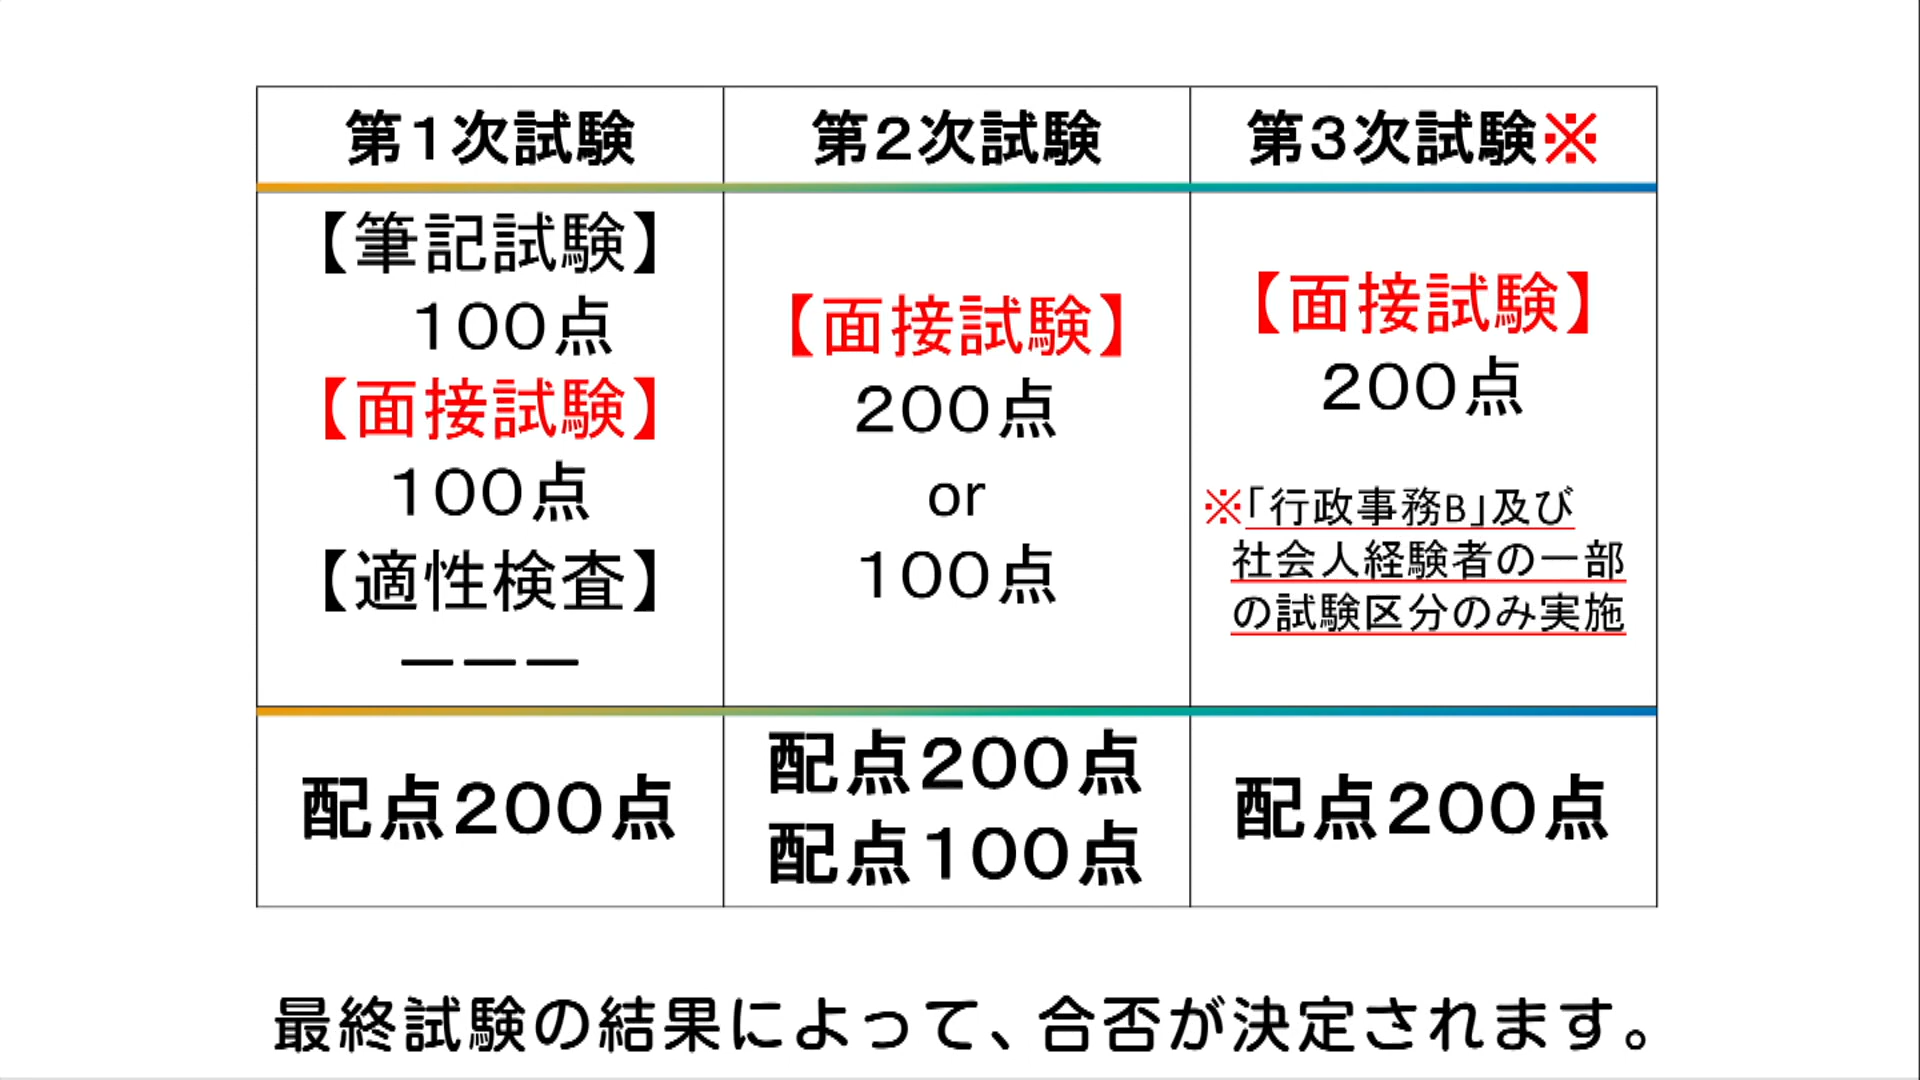 第1次試験
第2次試験
第3次試験※
【筆記試験】
100点
【面接試験】
100点
【適性検査】
———
【面接試験】
200点
or
100点
【面接試験】
200点
※「行政事務B」及び
社会人経験者の一部
の試験区分のみ実施
配点200点
配点200点
配点100点
配点200点
最終試験の結果によって、合否が決定されます。